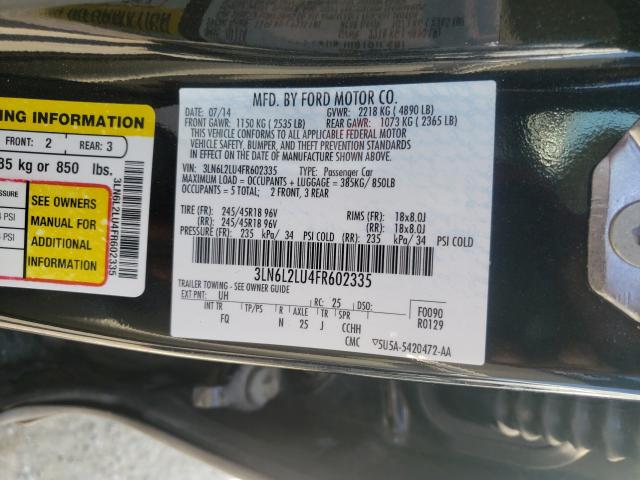 ING INFORMATION
FRONT: 2 REAR: 3
85 kg or 850 lbs.
SEE OWNERS
MANUAL FOR
ADDITIONAL
INFORMATION
3LN6L2LU4FR602335
MFD. BY FORD MOTOR CO.
07/14 GVWR: 2218 KG ( 4890 LB)
FRONT GAWR: 1150 KG ( 2535 LB) REAR GAWR: 1073 KG ( 2365 LB)
THIS VEHICLE CONFORMS TO ALL APPLICABLE FEDERAL MOTOR
VEHICLE SAFETY, BUMPER, AND THEFT PREVENTION STANDARDS
IN EFFECT ON THE DATE OF MANUFACTURE SHOWN ABOVE.
VIN: 3LN6L2LU4FR602335 TYPE: Passenger Car
MAXIMUM LOAD = OCCUPANTS + LUGGAGE = 385KG/850LB
OCCUPANTS = 5 TOTAL: 2 FRONT, 3 REAR
TIRE (FR): 245/45R18 96V RIMS (FR): 18x8.0J
(RR): 245/45R18 96V (RR): 18x8.0J
PRESSURE (FR): 235 kPa/ 34 PSI COLD (RR): 235 kPa/ 34 PSI COLD
3LN6L2LU4FR602335
TRAILER TOWING - SEE OWNER GUIDE
EXT PNT: UH RC: 25 DSO:
F0090
R0129
INT TR TP/PS R AXLE TR SPR
FQ N 25 J CCHH
CMC 5U5A-5420472-AA